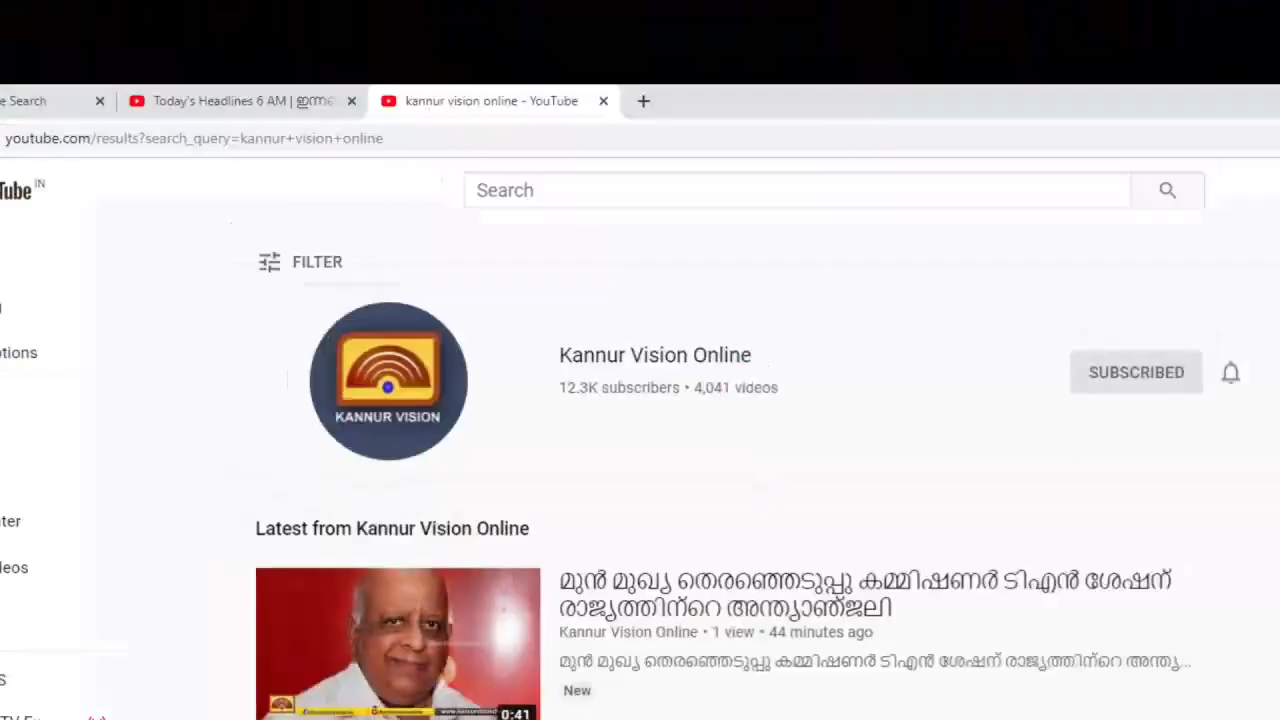 e Search
Today's Headlines 6 AM | ഇന്നത്
kannur vision online - YouTube
youtube.com/results?search_query=kannur+vision+online
Tube IN
Search
FILTER
otions
KANNUR VISION
Kannur Vision Online
12.3K subscribers • 4,041 videos
SUBSCRIBED
ter
Latest from Kannur Vision Online
leos
മുൻ മുഖ്യ തെരഞ്ഞെടുപ്പു കമ്മിഷണർ ടിഎൻ ശേഷന്
രാജ്യത്തിന്റെ അന്ത്യാഞ്ജലി
Kannur Vision Online • 1 view • 44 minutes ago
മുൻ മുഖ്യ തെരഞ്ഞെടുപ്പു കമ്മിഷണർ ടിഎൻ ശേഷന് രാജ്യത്തിന്റെ അന്ത്യ...
New
S
0:41